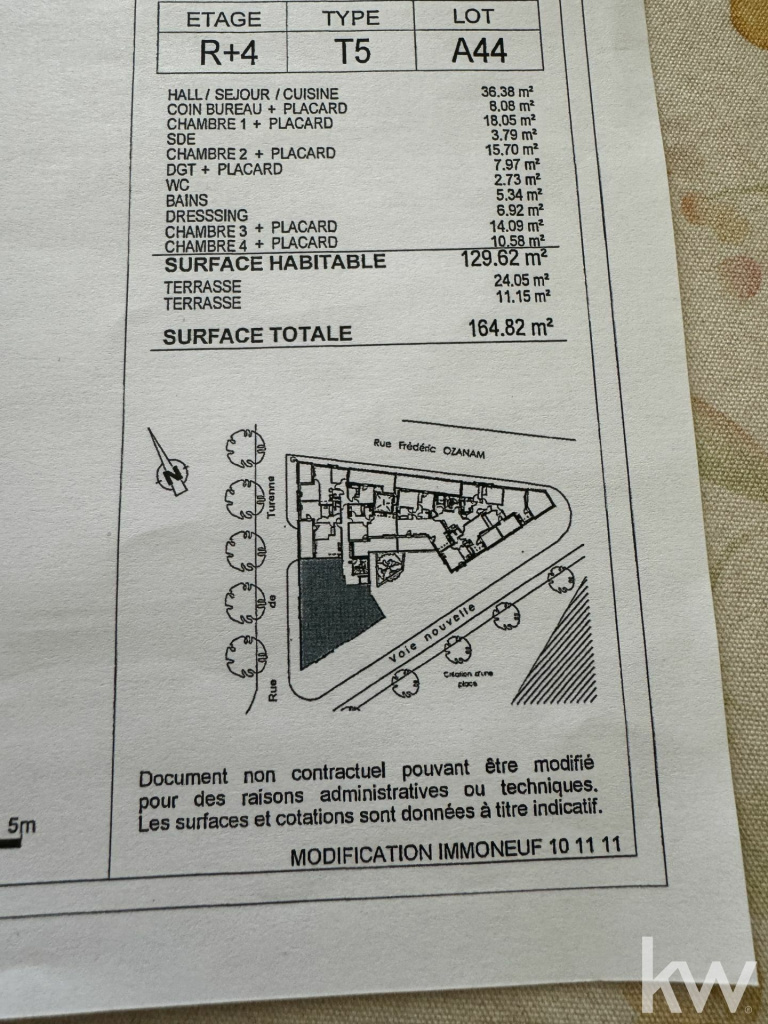 ETAGE TYPE LOT
R+4 T5 A44
HALL / SEJOUR / CUISINE 36.38 m²
COIN BUREAU + PLACARD 8.08 m²
CHAMBRE 1 + PLACARD 18.05 m²
SDE 3.79 m²
CHAMBRE 2 + PLACARD 15.70 m²
DGT + PLACARD 7.97 m²
WC 2.73 m²
BAINS 5.34 m²
DRESSSING 6.92 m²
CHAMBRE 3 + PLACARD 14.09 m²
CHAMBRE 4 + PLACARD 10.58 m²
SURFACE HABITABLE 129.62 m²
TERRASSE 24.05 m²
TERRASSE 11.15 m²
SURFACE TOTALE 164.82 m²
Rue Frédéric OZANAM
N
Rue de Turenne
Voie nouvelle
Création d'une
place
Document non contractuel pouvant être modifié
pour des raisons administratives ou techniques.
Les surfaces et cotations sont données à titre indicatif.
5m
MODIFICATION IMMONEUF 10 11 11
kw